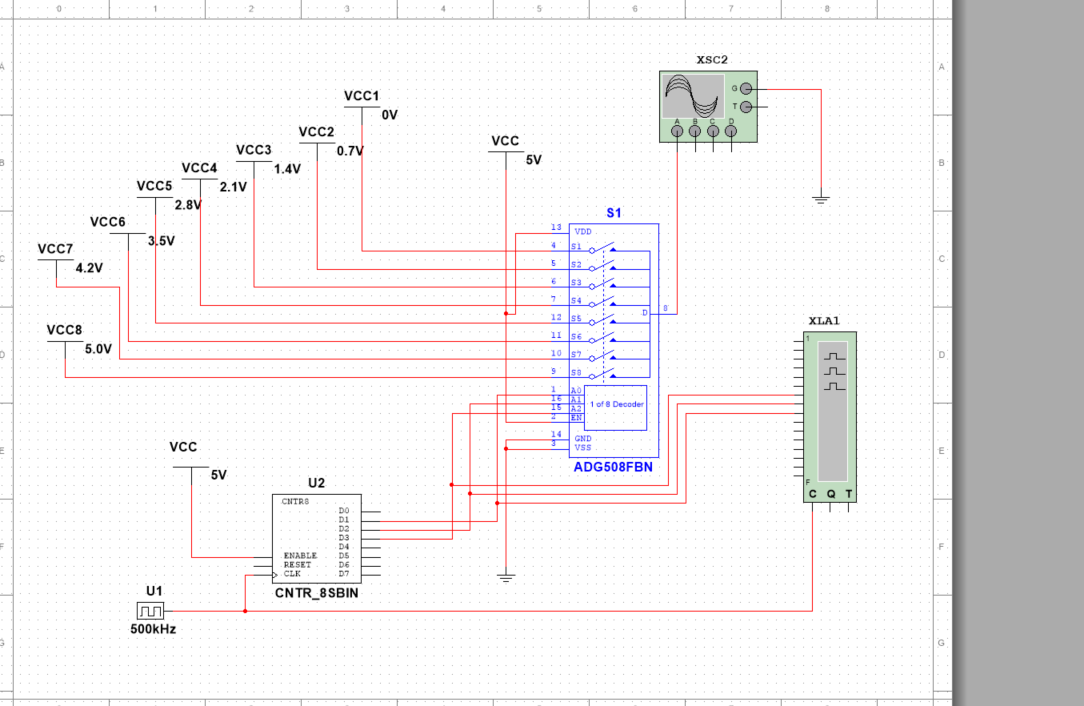 0 1 2 3 4 5 6 7 8
XSC2
A A
G
T
A B C D
VCC1
0V
VCC2
0.7V
VCC
5V
VCC3
1.4V
B B
VCC4
2.1V
VCC5
2.8V
VCC6
3.5V
VCC7
4.2V
VCC8
5.0V
C C
D D
S1
13 VDD
4 S1
5 S2
6 S3
7 S4
12 S5
11 S6
10 S7
9 S8
D 8
1 A0
16 A1
15 A2
2 EN
1 of 8 Decoder
14 GND
3 VSS
ADG508FBN
XLA1
1
F
C Q T
E E
VCC
5V
U2
CNTR8
D0
D1
D2
D3
D4
ENABLE D5
RESET D6
CLK D7
CNTR_8SBIN
F F
U1
500kHz
G G